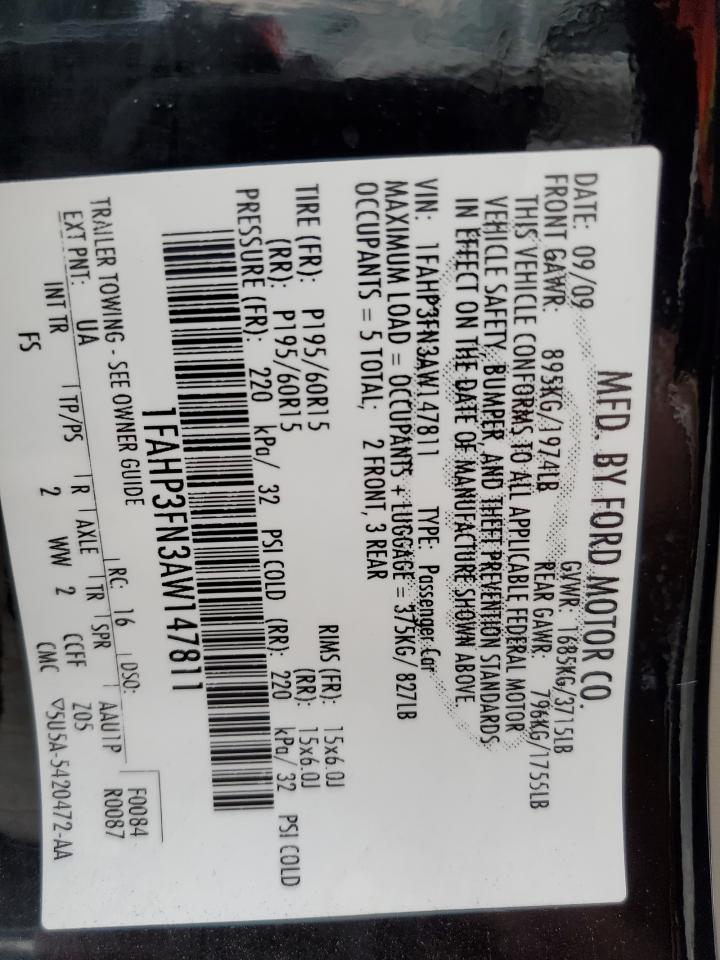 MFD. BY FORD MOTOR CO.
DATE: 09/09 GVWR: 1685KG/3715LB
FRONT GAWR: 895KG/1974LB REAR GAWR: 796KG/1755LB
THIS VEHICLE CONFORMS TO ALL APPLICABLE FEDERAL MOTOR
VEHICLE SAFETY, BUMPER, AND THEFT PREVENTION STANDARDS
IN EFFECT ON THE DATE OF MANUFACTURE SHOWN ABOVE.
VIN: 1FAHP3FN3AW147811 TYPE: Passenger Car
MAXIMUM LOAD = OCCUPANTS + LUGGAGE = 375KG/827LB
OCCUPANTS = 5 TOTAL; 2 FRONT, 3 REAR
TIRE (FR): P195/60R15 RIMS (FR): 15x6.0J
(RR): P195/60R15 (RR): 15x6.0J
PRESSURE (FR): 220 kPa/ 32 PSI COLD (RR): 220 kPa/ 32 PSI COLD
1FAHP3FN3AW147811
TRAILER TOWING - SEE OWNER GUIDE
F0084
EXT PNT: UA RC: 16 DSO: R0087
INT TR TP/PS R AXLE TR SPR AAU1P
FS 2 WW 2 CCFF Z05
CMC ▽5U5A-5420472-AA